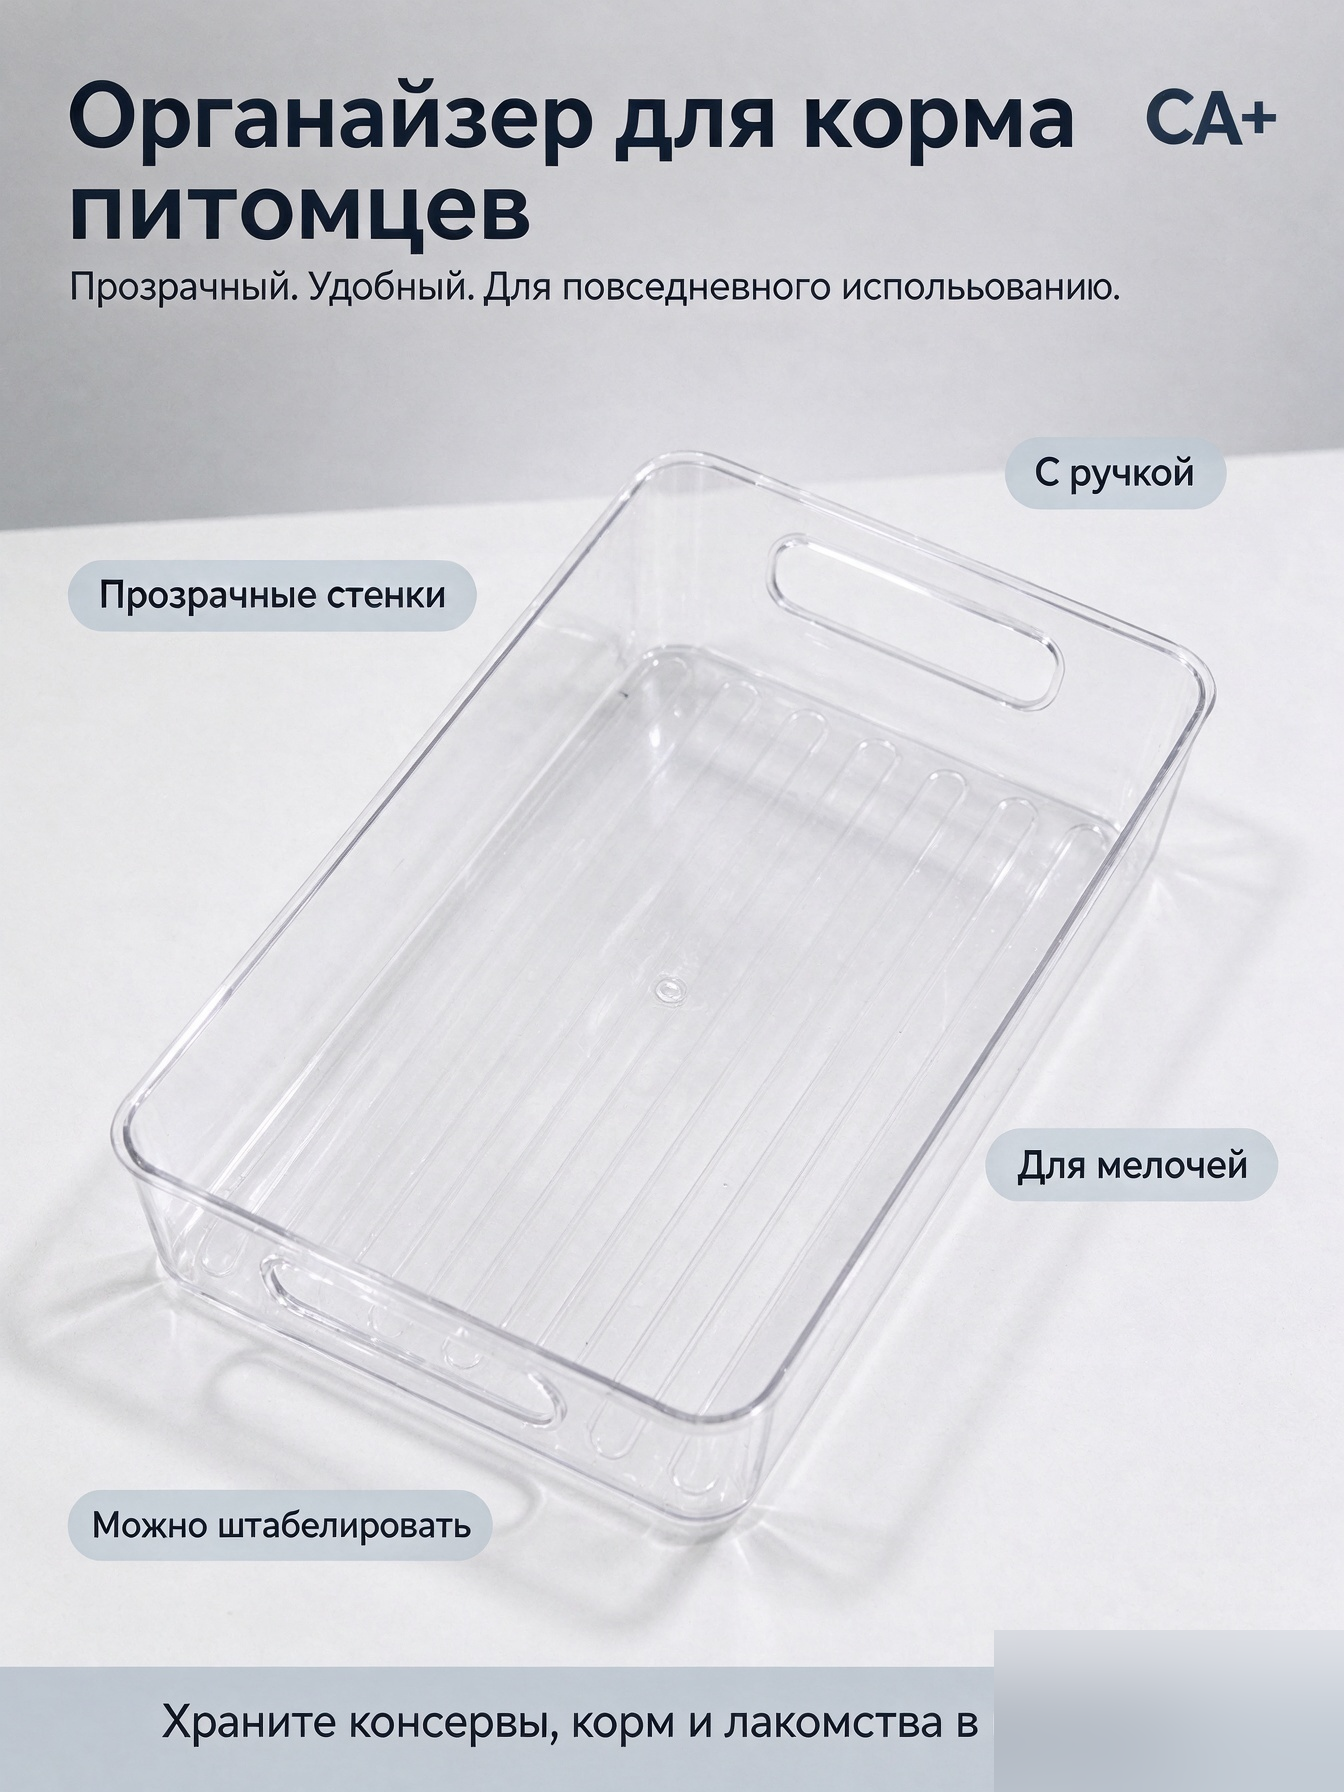 Органайзер для корма
питомцев
CA+
Прозрачный. Удобный. Для повседневного исполььованию.
С ручкой
Прозрачные стенки
Для мелочей
Можно штабелировать
Храните консервы, корм и лакомства в